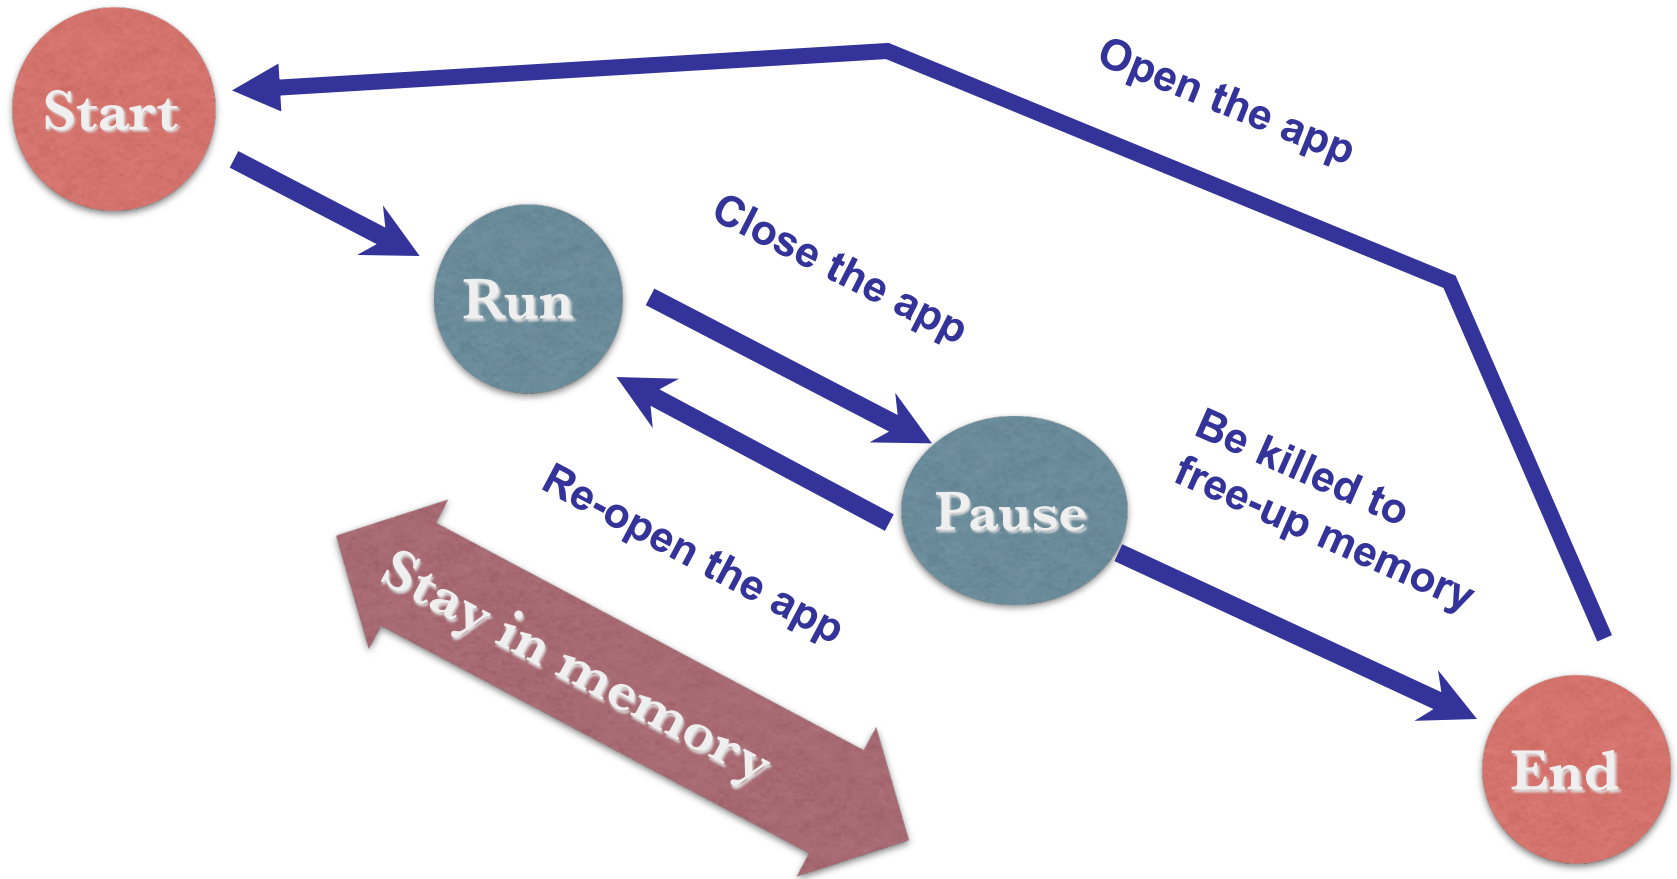 Start
Open the app
Run
Close the app
Re-open the app
Pause
Be killed to
free-up memory
Stay in memory
End